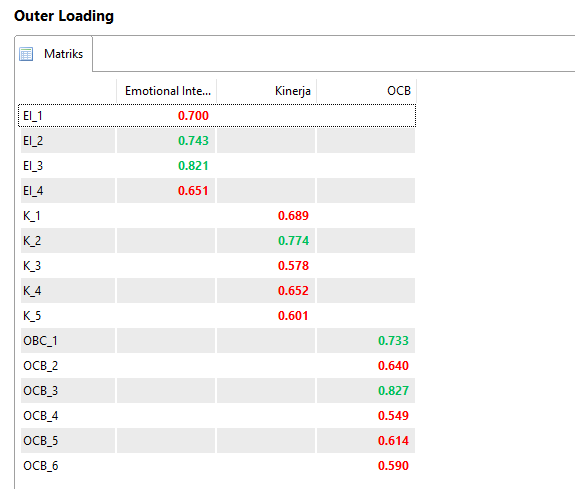 Outer Loading
Matriks
Emotional Inte... Kinerja OCB
EI_1 0.700
EI_2 0.743
EI_3 0.821
EI_4 0.651
K_1 0.689
K_2 0.774
K_3 0.578
K_4 0.652
K_5 0.601
OBC_1 0.733
OCB_2 0.640
OCB_3 0.827
OCB_4 0.549
OCB_5 0.614
OCB_6 0.590